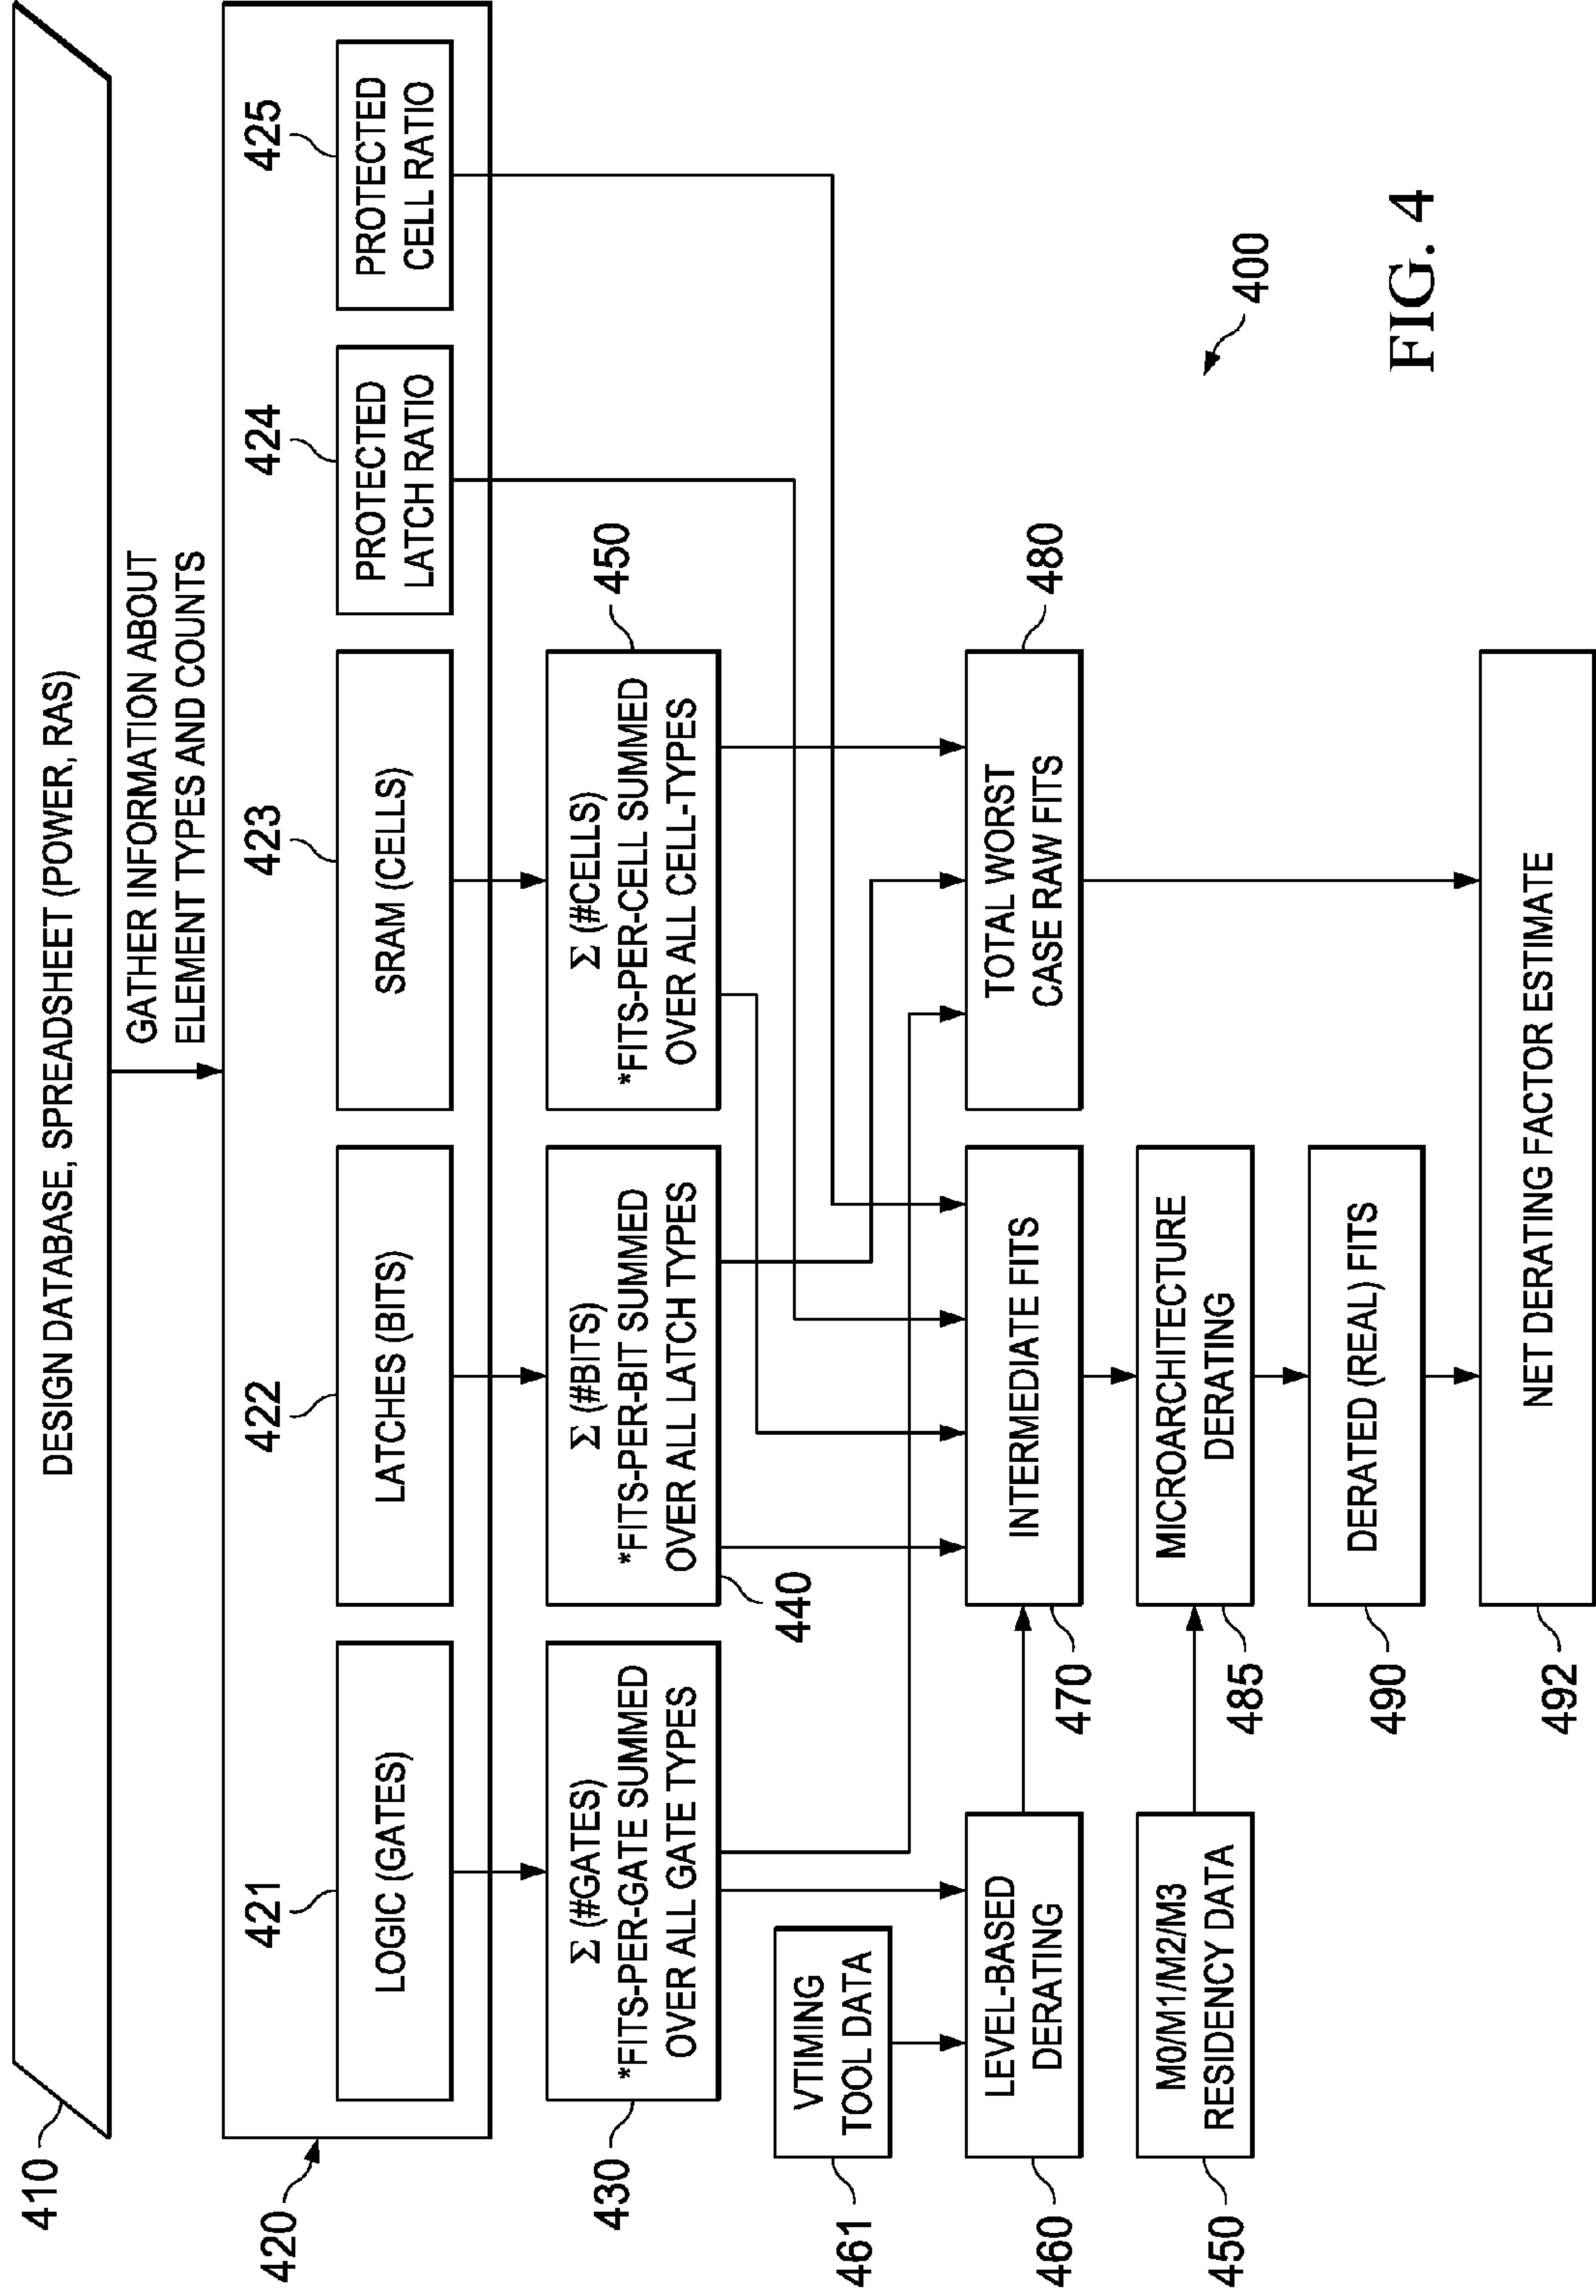 410
DESIGN DATABASE, SPREADSHEET (POWER, RAS)
GATHER INFORMATION ABOUT
ELEMENT TYPES AND COUNTS
420
421
422
423
424
425
LOGIC (GATES)
LATCHES (BITS)
SRAM (CELLS)
PROTECTED
LATCH RATIO
PROTECTED
CELL RATIO
430
Σ (#GATES)
*FITS-PER-GATE SUMMED
OVER ALL GATE TYPES
440
Σ (#BITS)
*FITS-PER-BIT SUMMED
OVER ALL LATCH TYPES
450
Σ (#CELLS)
*FITS-PER-CELL SUMMED
OVER ALL CELL-TYPES
461
VTIMING
TOOL DATA
460
LEVEL-BASED
DERATING
470
INTERMEDIATE FITS
480
TOTAL WORST
CASE RAW FITS
450
M0/M1/M2/M3
RESIDENCY DATA
485
MICROARCHITECTURE
DERATING
490
DERATED (REAL) FITS
492
NET DERATING FACTOR ESTIMATE
400
FIG. 4